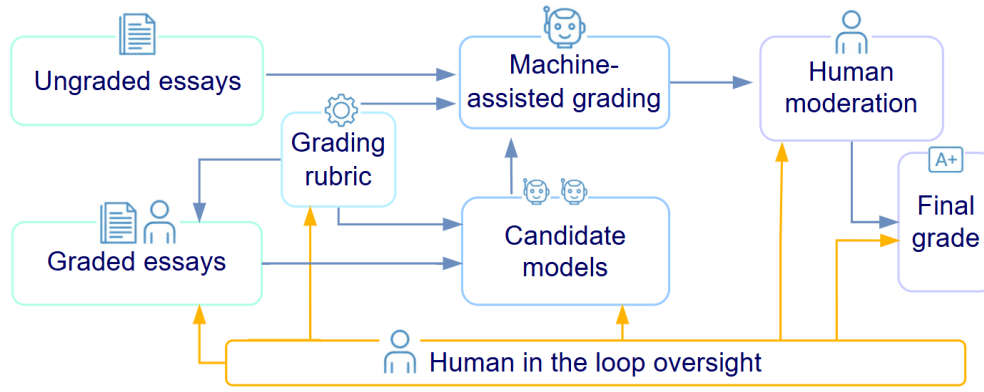 Ungraded essays
Machine-
assisted grading
Human
moderation
Grading
rubric
A+
Final
grade
Graded essays
Candidate
models
Human in the loop oversight